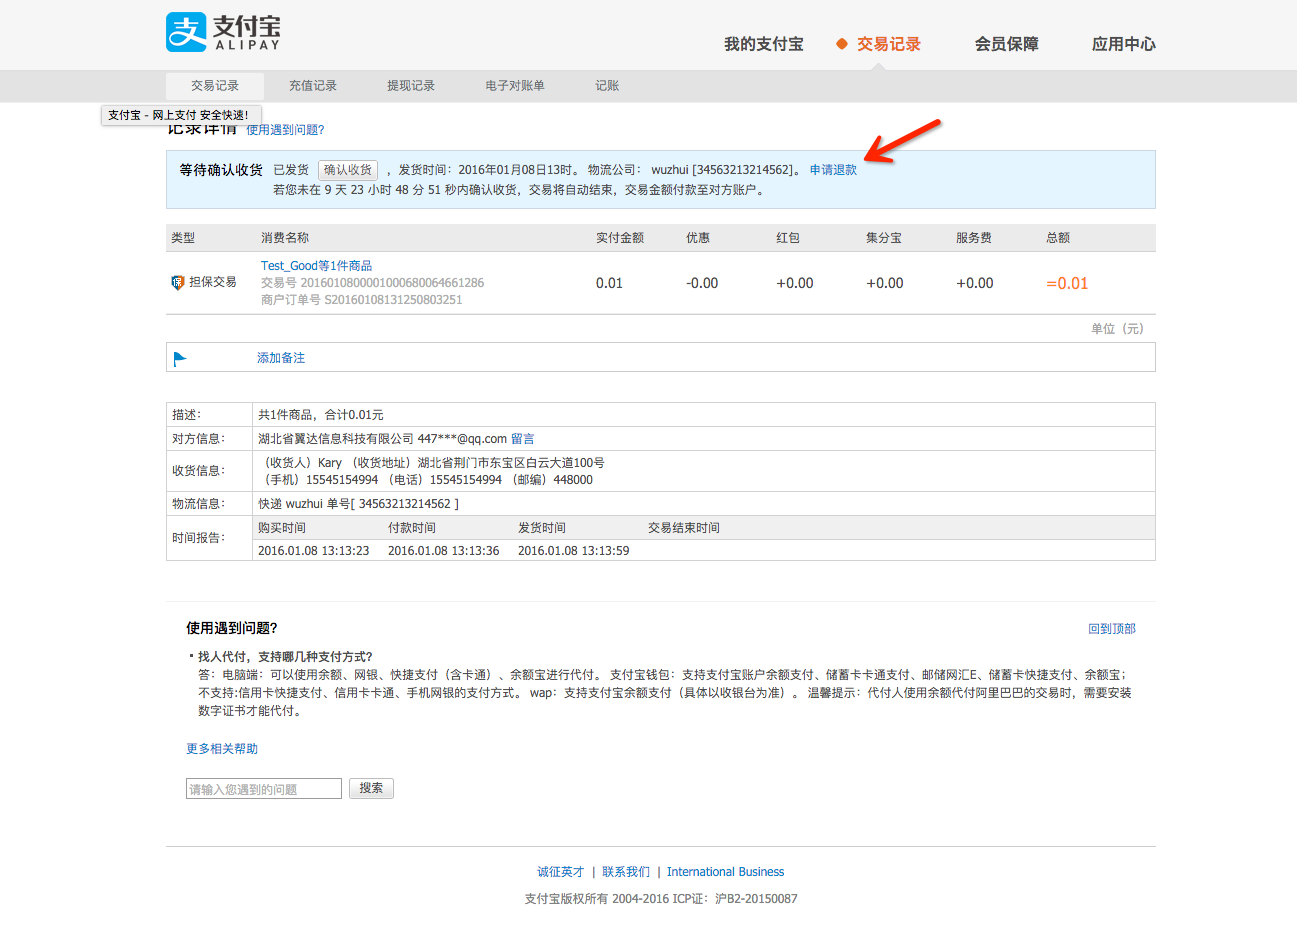 支付宝
ALIPAY
我的支付宝 交易记录 会员保障 应用中心
交易记录 充值记录 提现记录 电子对账单 记账
支付宝 - 网上支付 安全快速！
记录详情 使用遇到问题?
等待确认收货 已发货 确认收货 ，发货时间：2016年01月08日13时。 物流公司： wuzhui [34563213214562]。 申请退款
若您未在 9 天 23 小时 48 分 51 秒内确认收货，交易将自动结束，交易金额付款至对方账户。
类型 消费名称 实付金额 优惠 红包 集分宝 服务费 总额
Test_Good等1件商品
保 担保交易 交易号 2016010800001000680064661286 0.01 -0.00 +0.00 +0.00 +0.00 =0.01
商户订单号 S20160108131250803251
单位（元）
添加备注
描述： 共1件商品，合计0.01元
对方信息： 湖北省翼达信息科技有限公司 447***@qq.com 留言
收货信息： （收货人）Kary （收货地址）湖北省荆门市东宝区白云大道100号
（手机）15545154994 （电话）15545154994 （邮编）448000
物流信息： 快递 wuzhui 单号[ 34563213214562 ]
时间报告： 购买时间 付款时间 发货时间 交易结束时间
2016.01.08 13:13:23 2016.01.08 13:13:36 2016.01.08 13:13:59
使用遇到问题? 回到顶部
找人代付，支持哪几种支付方式?
答：电脑端：可以使用余额、网银、快捷支付（含卡通）、余额宝进行代付。 支付宝钱包：支持支付宝账户余额支付、储蓄卡卡通支付、邮储网汇E、储蓄卡快捷支付、余额宝；
不支持:信用卡快捷支付、信用卡卡通、手机网银的支付方式。 wap：支持支付宝余额支付（具体以收银台为准）。 温馨提示：代付人使用余额代付阿里巴巴的交易时，需要安装
数字证书才能代付。
更多相关帮助
请输入您遇到的问题 搜索
诚征英才 | 联系我们 | International Business
支付宝版权所有 2004-2016 ICP证：沪B2-20150087